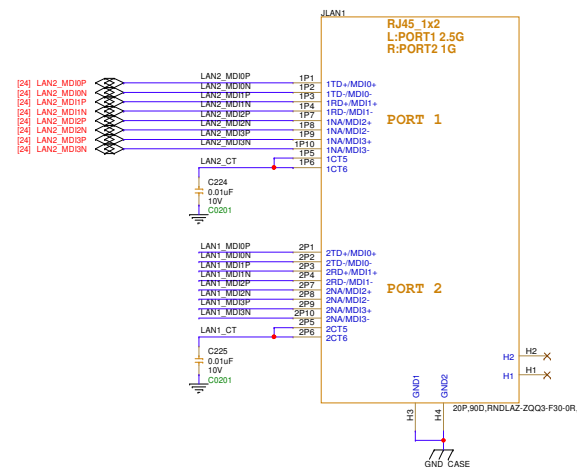 JLAN1
RJ45_1x2
L:PORT1 2.5G
R:PORT2 1G
[24] LAN2_MDI0P LAN2_MDI0P 1P1 1TD+/MDI0+
[24] LAN2_MDI0N LAN2_MDI0N 1P2 1TD-/MDI0-
[24] LAN2_MDI1P LAN2_MDI1P 1P3 1RD+/MDI1+
[24] LAN2_MDI1N LAN2_MDI1N 1P4 1RD-/MDI1-
[24] LAN2_MDI2P LAN2_MDI2P 1P7 1NA/MDI2+
[24] LAN2_MDI2N LAN2_MDI2N 1P8 1NA/MDI2-
[24] LAN2_MDI3P LAN2_MDI3P 1P9 1NA/MDI3+
[24] LAN2_MDI3N LAN2_MDI3N 1P10 1NA/MDI3-
PORT 1
1P5 1CT5
LAN2_CT 1P6 1CT6
C224
0.01uF
10V
C0201
LAN1_MDI0P 2P1 2TD+/MDI0+
LAN1_MDI0N 2P2 2TD-/MDI0-
LAN1_MDI1P 2P3 2RD+/MDI1+
LAN1_MDI1N 2P4 2RD-/MDI1-
LAN1_MDI2P 2P7 2NA/MDI2+
LAN1_MDI2N 2P8 2NA/MDI2-
LAN1_MDI3P 2P9 2NA/MDI3+
LAN1_MDI3N 2P10 2NA/MDI3-
PORT 2
2P5 2CT5
LAN1_CT 2P6 2CT6
C225
0.01uF
10V
C0201
H2 H2
H1 H1
GND1 GND2
H3 H4
20P,90D,RNDLAZ-ZQQ3-F30-0R,
GND_CASE